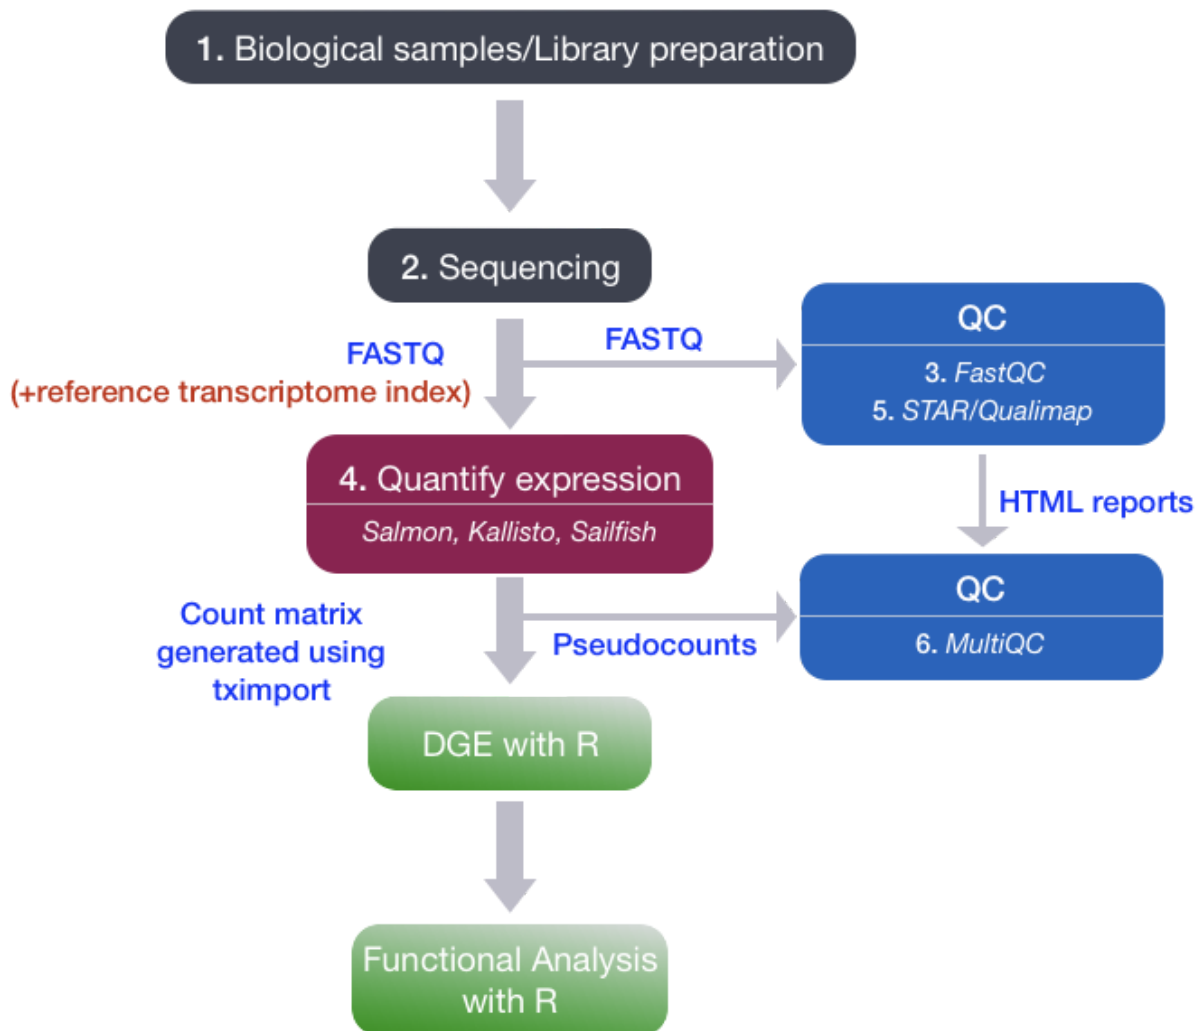 1. Biological samples/Library preparation
2. Sequencing
FASTQ
(+reference transcriptome index)
FASTQ
QC
3. FastQC
5. STAR/Qualimap
4. Quantify expression
Salmon, Kallisto, Sailfish
HTML reports
QC
6. MultiQC
Count matrix
generated using
tximport
Pseudocounts
DGE with R
Functional Analysis
with R